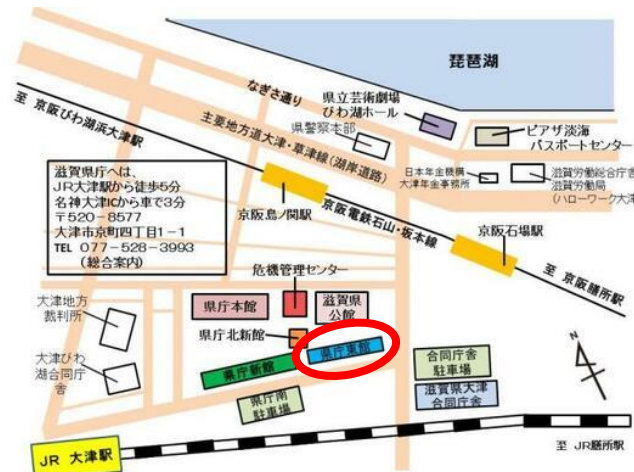 琵琶湖
なぎさ通り
至 京阪びわ湖浜大津駅
主要地方道大津・草津線(湖岸道路)
県警察本部
県立芸術劇場
びわ湖ホール
ピアザ淡海
パスポートセンター
日本年金機構
大津年金事務所
滋賀労働総合庁舎
滋賀労働局
(ハローワーク大津
滋賀県庁へは、
JR大津駅から徒歩5分
名神大津ICから車で3分
〒520-8577
大津市京町四丁目1-1
TEL 077-528-3993
(総合案内)
京阪島ノ関駅
京阪電鉄石山・坂本線
京阪石場駅
至 京阪膳所駅
危機管理センター
県庁本館
滋賀県
公館
県庁北新館
県庁東館
県庁新館
県庁南
駐車場
大津地方
裁判所
大津びわ
湖合同庁
舎
合同庁舎
駐車場
滋賀県大津
合同庁舎
N
JR 大津駅
至 JR膳所駅